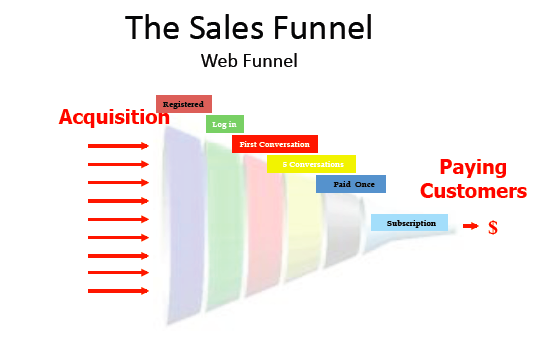 The Sales Funnel
Web Funnel
Registered
Acquisition
Log in
First Conversation
5 Conversations
Paying
Customers
Paid Once
Subscription
$